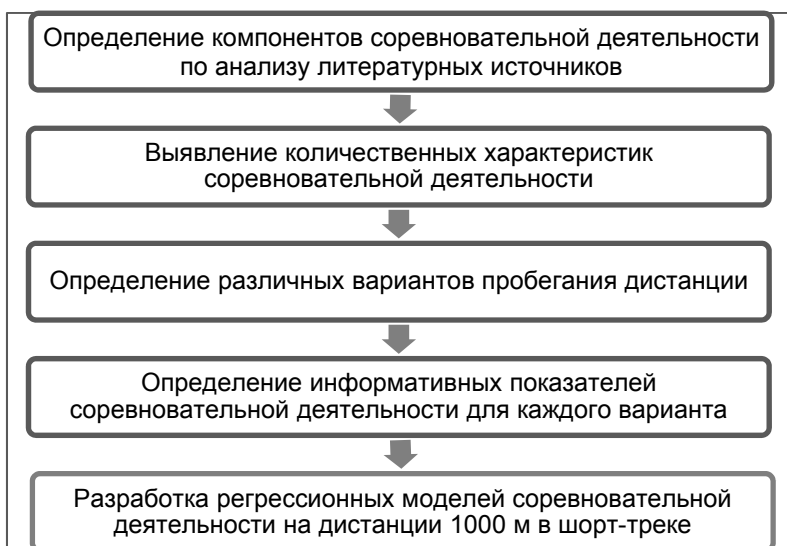 Определение компонентов соревновательной деятельности
по анализу литературных источников
Выявление количественных характеристик
соревновательной деятельности
Определение различных вариантов пробегания дистанции
Определение информативных показателей
соревновательной деятельности для каждого варианта
Разработка регрессионных моделей соревновательной
деятельности на дистанции 1000 м в шорт-треке